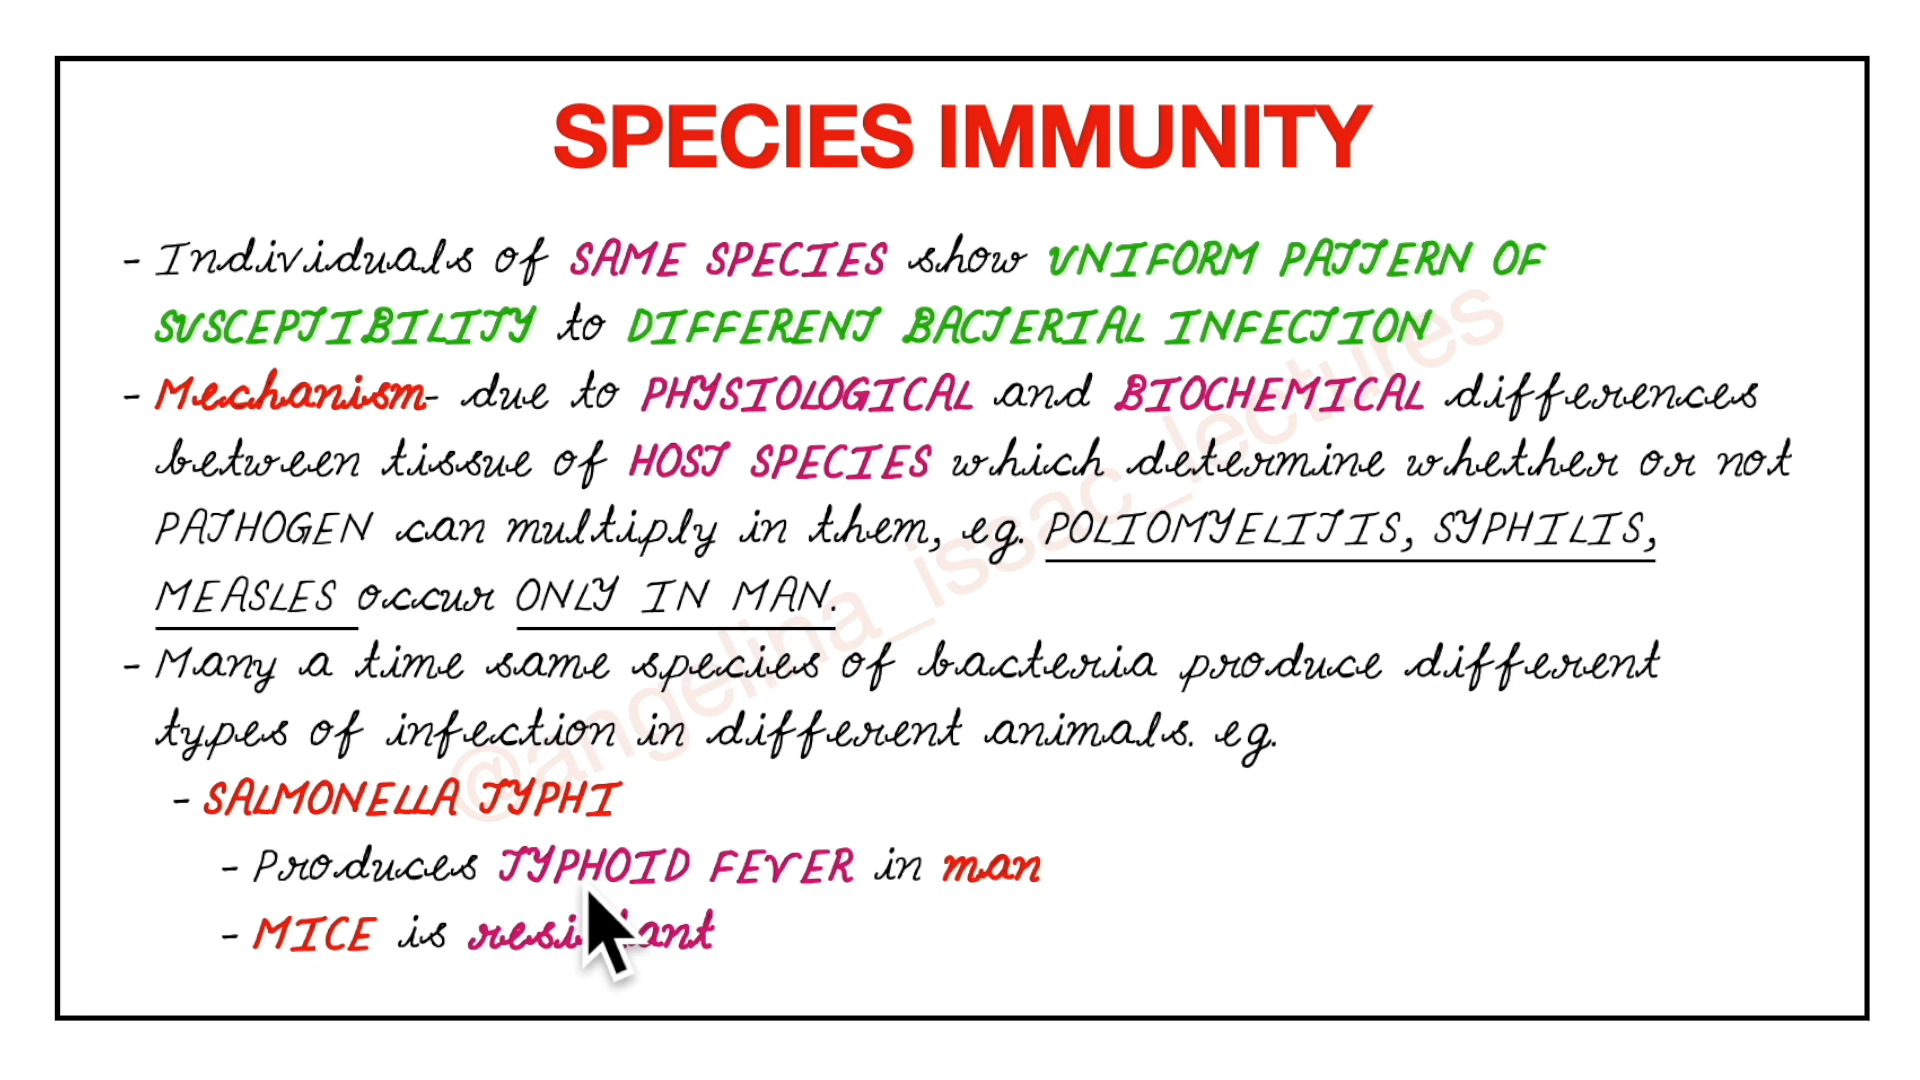 SPECIES IMMUNITY
- Individuals of SAME SPECIES show UNIFORM PATTERN OF
SUSCEPTIBILITY to DIFFERENT BACTERIAL INFECTION
- Mechanism- due to PHYSIOLOGICAL and BIOCHEMICAL differences
between tissue of HOST SPECIES which determine whether or not
PATHOGEN can multiply in them, eg. POLIOMYELITIS, SYPHILIS,
MEASLES occur ONLY IN MAN.
- Many a time same species of bacteria produce different
types of infection in different animals. eg.
- SALMONELLA TYPHI
- Produces TYPHOID FEVER in man
- MICE is resistant
@angelina_issac_lectures